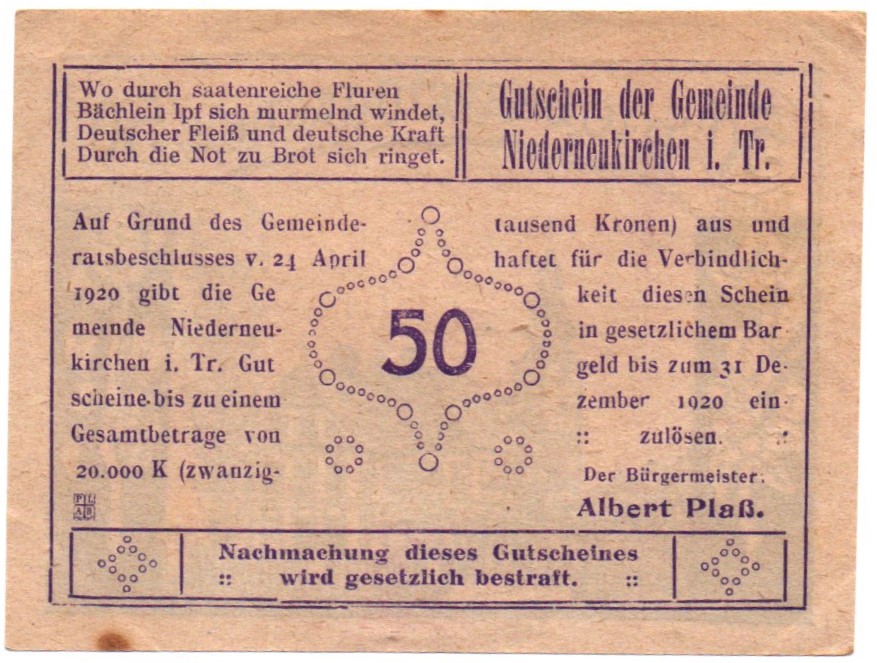 Wo durch saatenreiche Fluren
Bächlein Ipf sich murmelnd windet,
Deutscher Fleiß und deutsche Kraft
Durch die Not zu Brot sich ringet.
Gutschein der Gemeinde
Niederneukirchen i. Tr.
Auf Grund des Gemeinde-
ratsbeschlusses v. 24 April
1920 gibt die Ge
meinde Niederneu-
kirchen i. Tr. Gut
scheine bis zu einem
Gesamtbetrage von
20.000 K (zwanzig-
50
tausend Kronen) aus und
haftet für die Verbindlich-
keit diesen Schein
in gesetzlichem Bar-
geld bis zum 31 De-
zember 1920 ein-
:: zulösen. ::
Der Bürgermeister:
Albert Plaß.
PL
AB
Nachmachung dieses Gutscheines
:: wird gesetzlich bestraft. ::